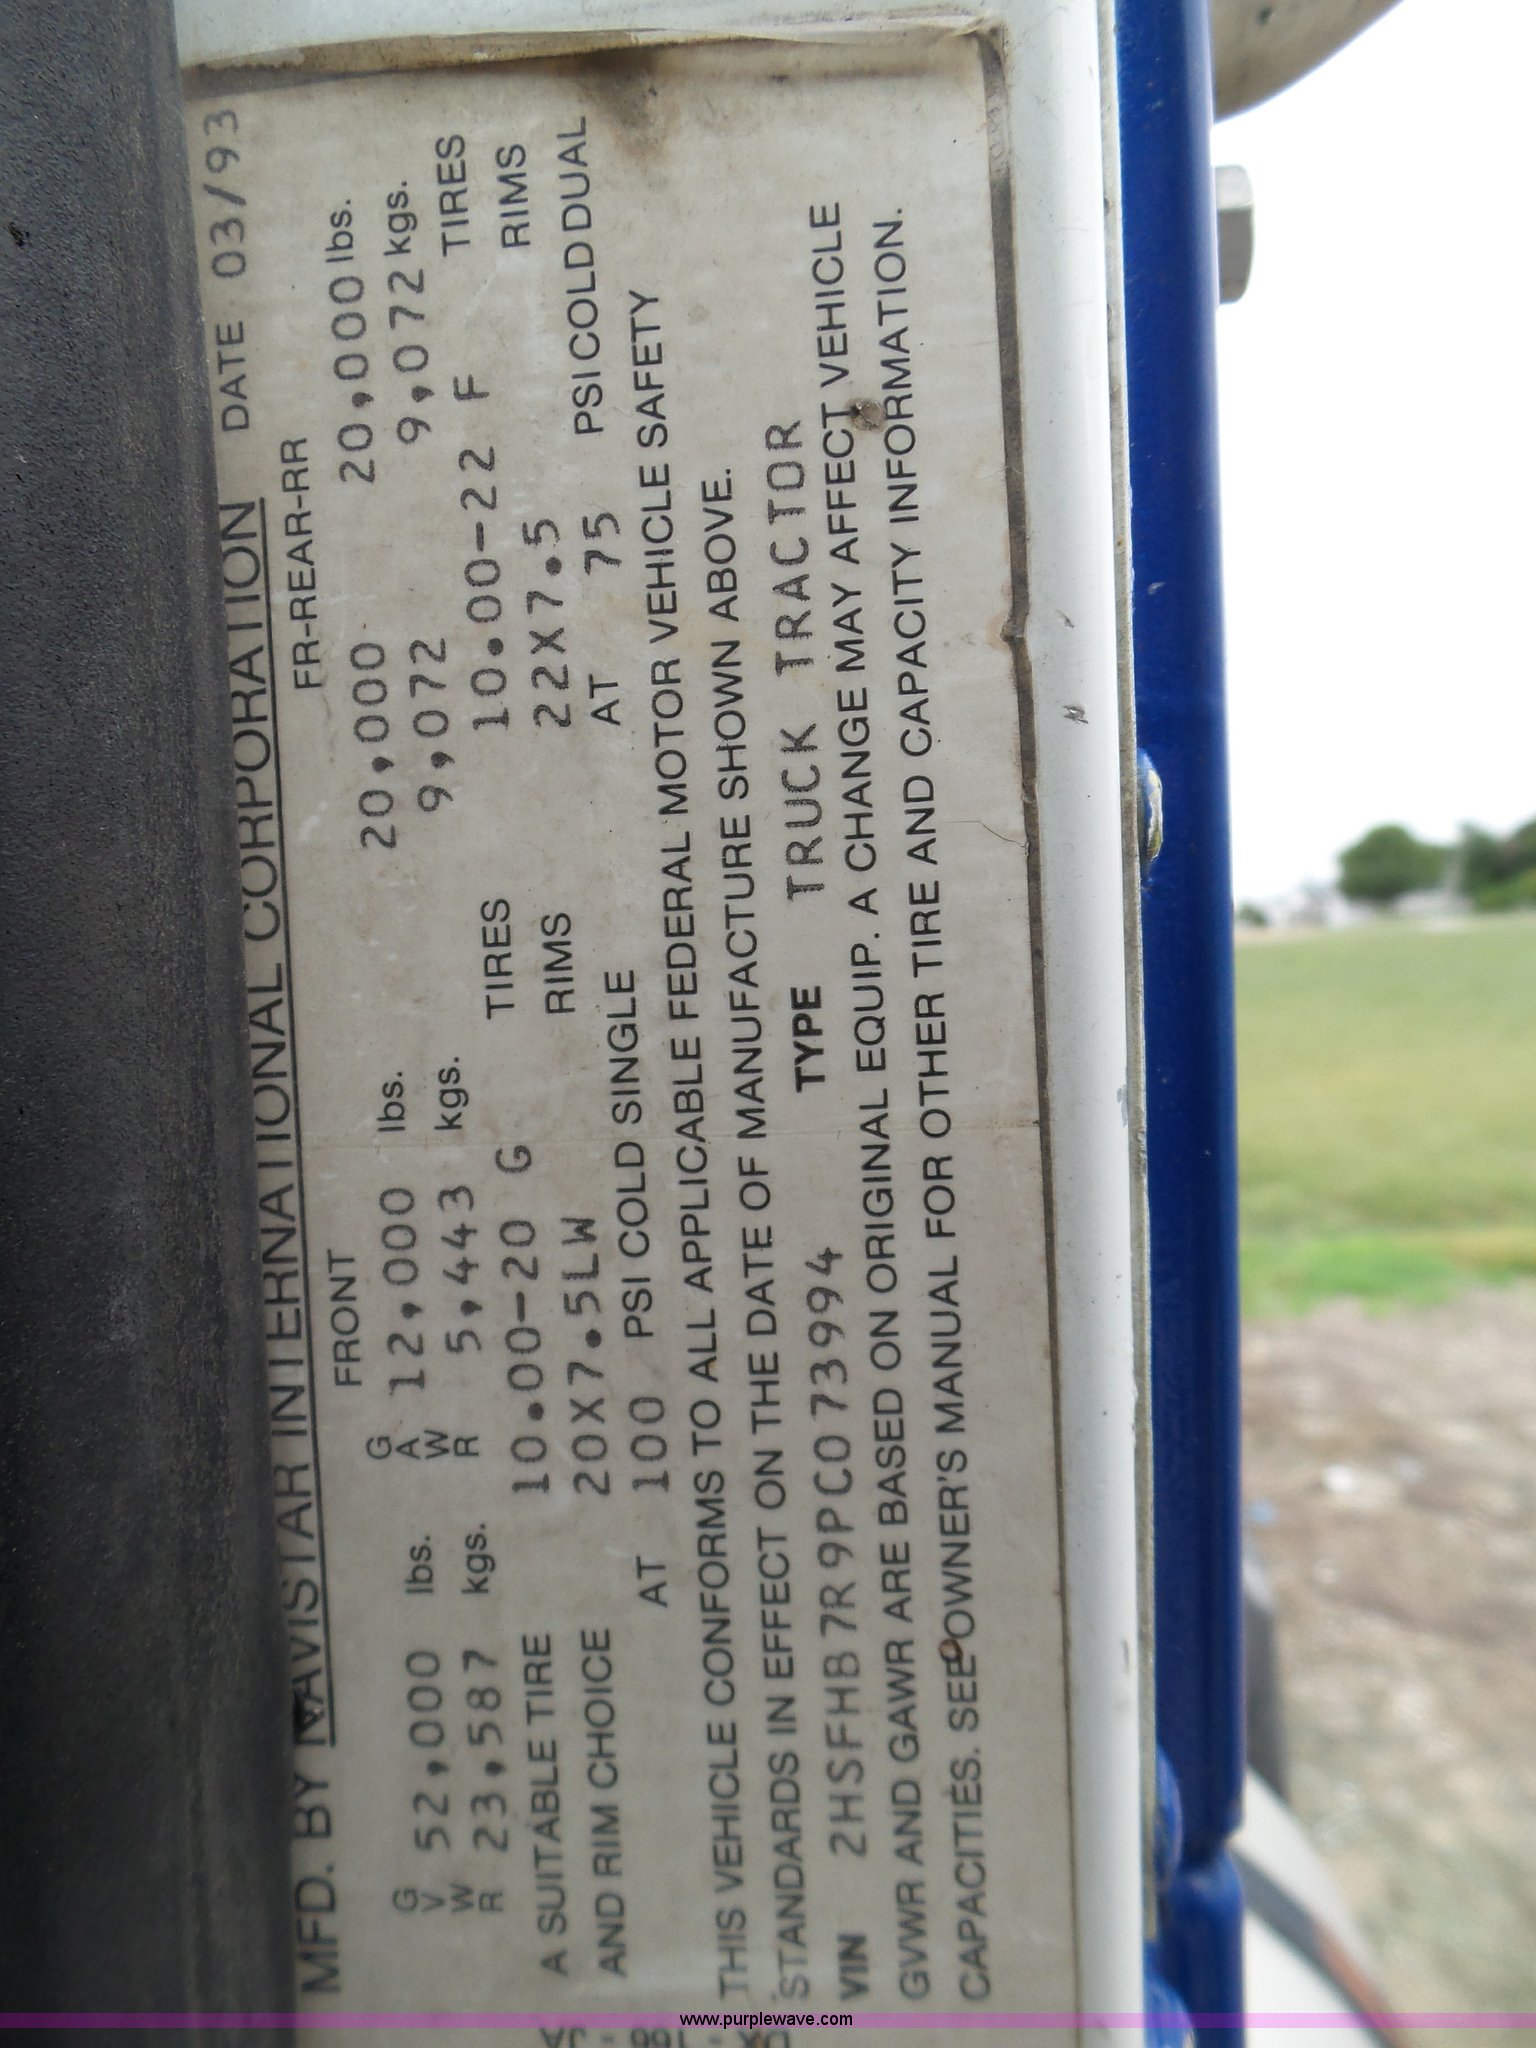 MFD. BY NAVISTAR INTERNATIONAL CORPORATION DATE 03/93
FRONT FR-REAR-RR
GVWR 52,000 lbs. GAWR 12,000 lbs. 20,000 20,000 lbs.
23,587 kgs. 5,443 kgs. 9,072 9,072 kgs.
A SUITABLE TIRE 10.00-20 G TIRES 10.00-22 F TIRES
AND RIM CHOICE 20X7.5LW RIMS 22X7.5 RIMS
AT 100 PSI COLD SINGLE AT 75 PSI COLD DUAL
THIS VEHICLE CONFORMS TO ALL APPLICABLE FEDERAL MOTOR VEHICLE SAFETY
STANDARDS IN EFFECT ON THE DATE OF MANUFACTURE SHOWN ABOVE.
VIN 2HSFHB7R9PC073994 TYPE TRUCK TRACTOR
GVWR AND GAWR ARE BASED ON ORIGINAL EQUIP. A CHANGE MAY AFFECT VEHICLE
CAPACITIES. SEE OWNER'S MANUAL FOR OTHER TIRE AND CAPACITY INFORMATION.
www.purplewave.com